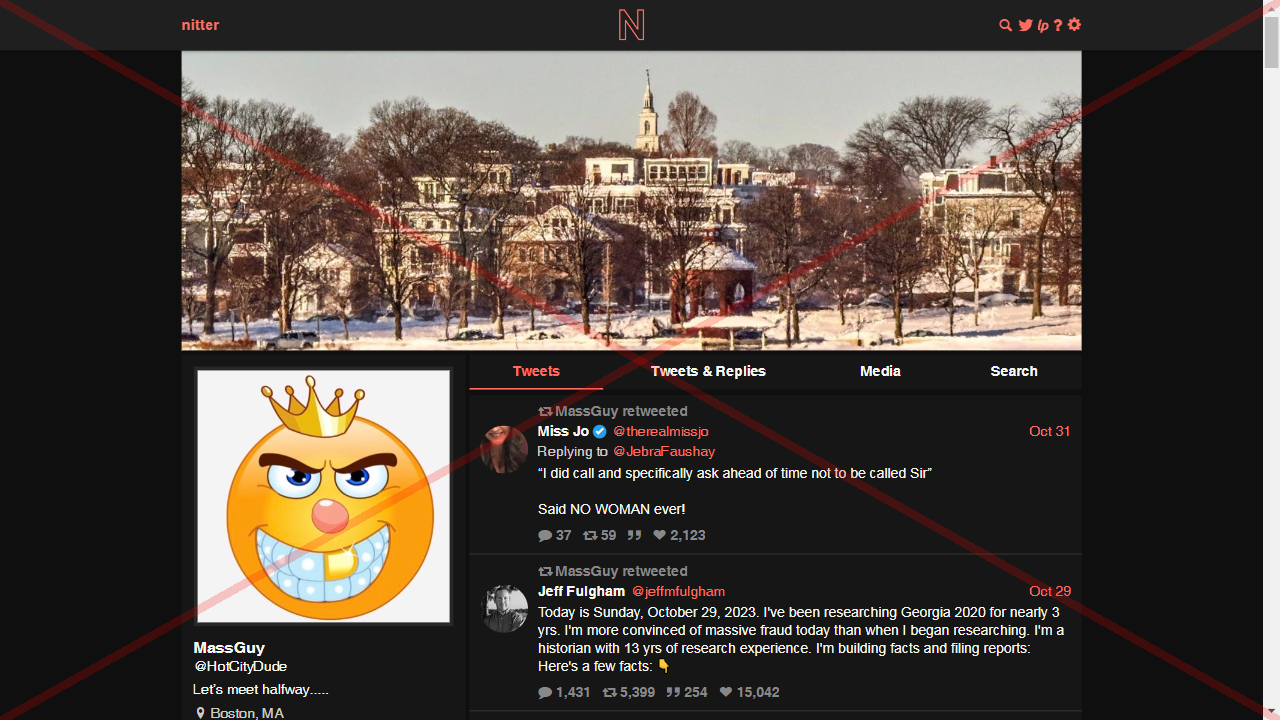 nitter
N
lp ?
Tweets
Tweets & Replies
Media
Search
MassGuy retweeted
Miss Jo @therealmissjo Oct 31
Replying to @JebraFaushay
“I did call and specifically ask ahead of time not to be called Sir”
Said NO WOMAN ever!
37 59 2,123
MassGuy retweeted
Jeff Fulgham @jeffmfulgham Oct 29
Today is Sunday, October 29, 2023. I've been researching Georgia 2020 for nearly 3
yrs. I'm more convinced of massive fraud today than when I began researching. I'm a
historian with 13 yrs of research experience. I'm building facts and filing reports:
Here's a few facts: 👇
1,431 5,399 254 15,042
MassGuy
@HotCityDude
Let's meet halfway.....
Boston, MA